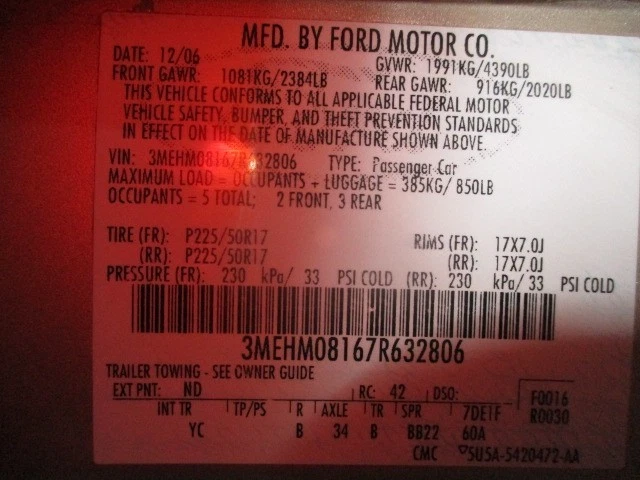 MFD. BY FORD MOTOR CO.
DATE: 12/06 GVWR: 1991KG/4390LB
FRONT GAWR: 1081KG/2384LB REAR GAWR: 916KG/2020LB
THIS VEHICLE CONFORMS TO ALL APPLICABLE FEDERAL MOTOR
VEHICLE SAFETY, BUMPER, AND THEFT PREVENTION STANDARDS
IN EFFECT ON THE DATE OF MANUFACTURE SHOWN ABOVE.
VIN: 3MEHM08167R632806 TYPE: Passenger Car
MAXIMUM LOAD = OCCUPANTS + LUGGAGE = 385KG/ 850LB
OCCUPANTS = 5 TOTAL; 2 FRONT, 3 REAR
TIRE (FR): P225/50R17 RIMS (FR): 17X7.0J
(RR): P225/50R17 (RR): 17X7.0J
PRESSURE (FR): 230 kPa/ 33 PSI COLD (RR): 230 kPa/ 33 PSI COLD
3MEHM08167R632806
TRAILER TOWING - SEE OWNER GUIDE
EXT PNT: ND RC: 42 DSO: F0016
INT TR TP/PS R AXLE TR SPR 7DE1F R0030
YC B 34 B BB22 60A
CMC 5U5A-5420472-AA